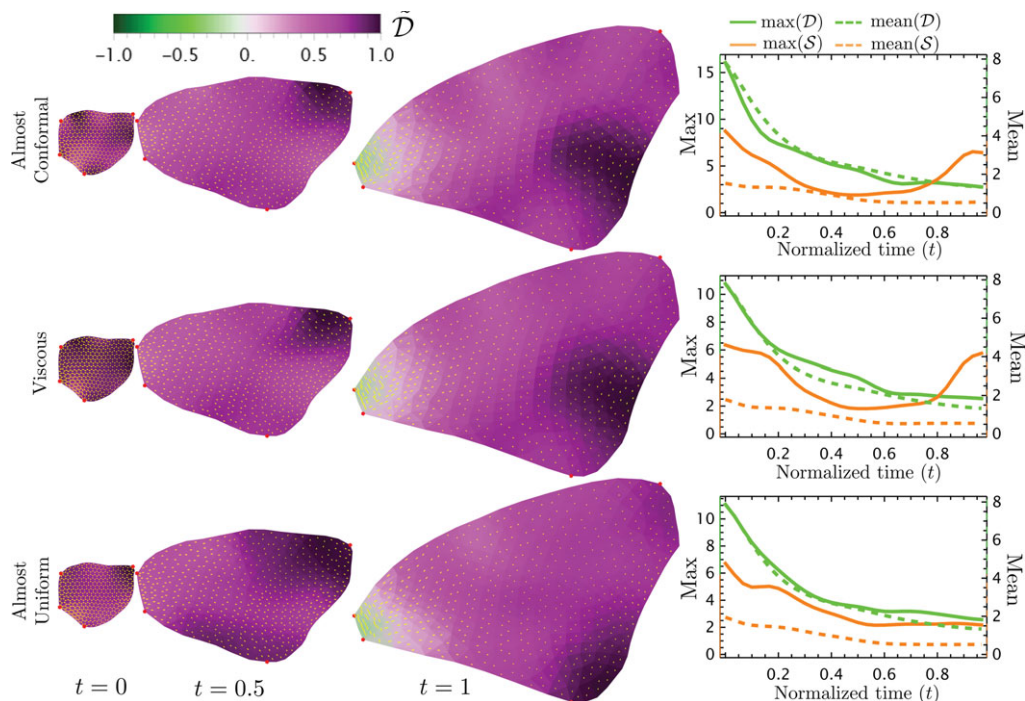 −1.0 −0.5 0 0.5 1.0 𝒟̃
max(𝒟) mean(𝒟)
max(𝒮) mean(𝒮)
Almost
Conformal
Max
15
10
5
0
8
6
4
2
0
Mean
0.2 0.4 0.6 0.8
Normalized time (t)
Viscous
Max
10
8
6
4
2
0
8
6
4
2
0
Mean
0.2 0.4 0.6 0.8
Normalized time (t)
Almost
Uniform
Max
10
8
6
4
2
0
8
6
4
2
0
Mean
0.2 0.4 0.6 0.8
Normalized time (t)
t = 0 t = 0.5 t = 1